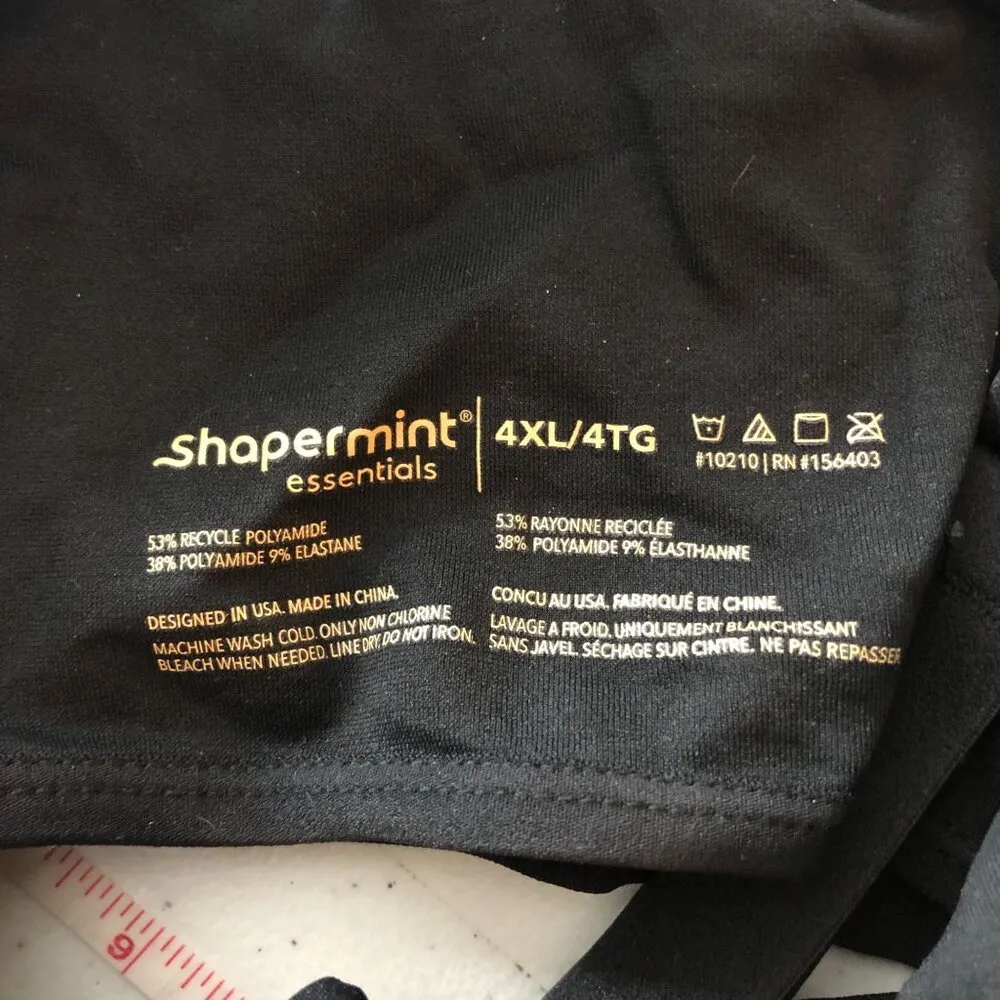 shapermint®
essentials
4XL/4TG
#10210 | RN #156403
53% RECYCLE POLYAMIDE
38% POLYAMIDE 9% ELASTANE
DESIGNED IN USA. MADE IN CHINA.
MACHINE WASH COLD. ONLY NON CHLORINE
BLEACH WHEN NEEDED. LINE DRY. DO NOT IRON.
53% RAYONNE RECICLÉE
38% POLYAMIDE 9% ÉLASTHANNE
CONCU AU USA. FABRIQUÉ EN CHINE.
LAVAGE A FROID. UNIQUEMENT BLANCHISSANT
SANS JAVEL. SÉCHAGE SUR CINTRE. NE PAS REPASSER
6